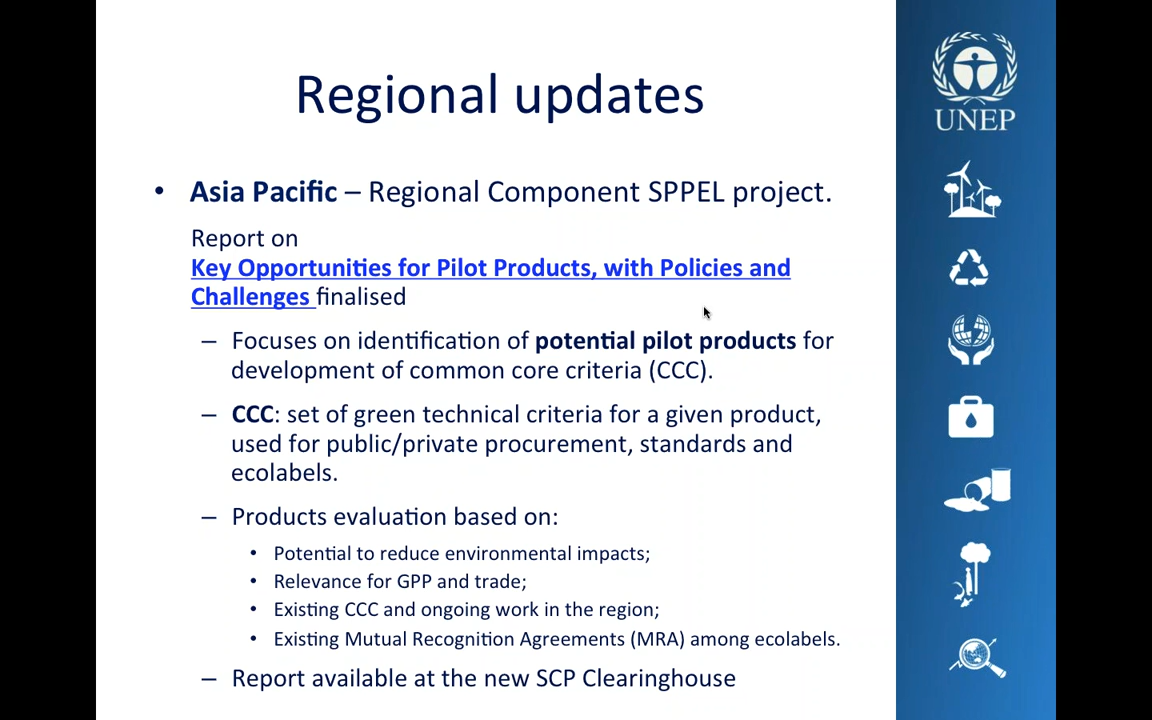 Regional updates
• Asia Pacific – Regional Component SPPEL project.
Report on
Key Opportunities for Pilot Products, with Policies and
Challenges finalised
– Focuses on identification of potential pilot products for
development of common core criteria (CCC).
– CCC: set of green technical criteria for a given product,
used for public/private procurement, standards and
ecolabels.
– Products evaluation based on:
• Potential to reduce environmental impacts;
• Relevance for GPP and trade;
• Existing CCC and ongoing work in the region;
• Existing Mutual Recognition Agreements (MRA) among ecolabels.
– Report available at the new SCP Clearinghouse
UNEP